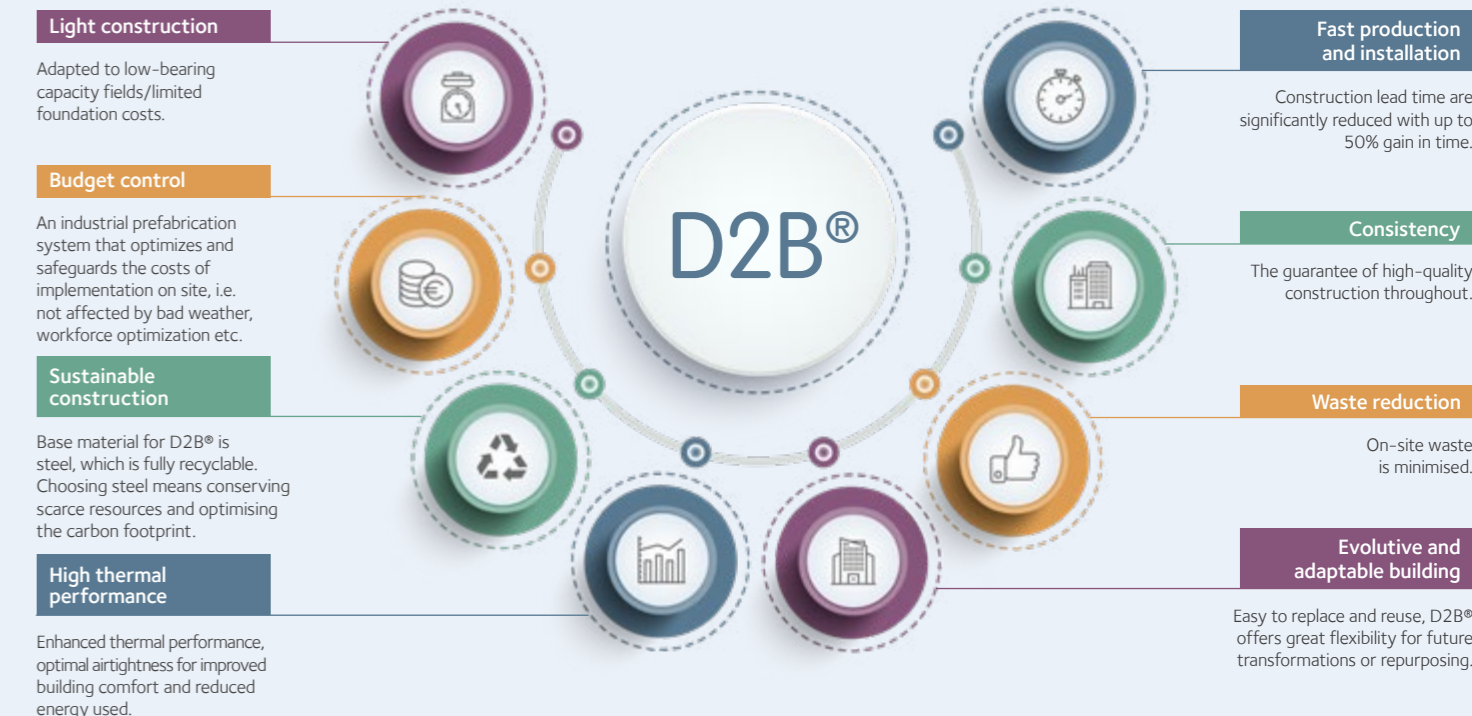 Light construction
Adapted to low-bearing
capacity fields/limited
foundation costs.
Budget control
An industrial prefabrication
system that optimizes and
safeguards the costs of
implementation on site, i.e.
not affected by bad weather,
workforce optimization etc.
Sustainable
construction
Base material for D2B® is
steel, which is fully recyclable.
Choosing steel means conserving
scarce resources and optimising
the carbon footprint.
High thermal
performance
Enhanced thermal performance,
optimal airtightness for improved
building comfort and reduced
energy used.
D2B®
Fast production
and installation
Construction lead time are
significantly reduced with up to
50% gain in time.
Consistency
The guarantee of high-quality
construction throughout.
Waste reduction
On-site waste
is minimised.
Evolutive and
adaptable building
Easy to replace and reuse, D2B®
offers great flexibility for future
transformations or repurposing.